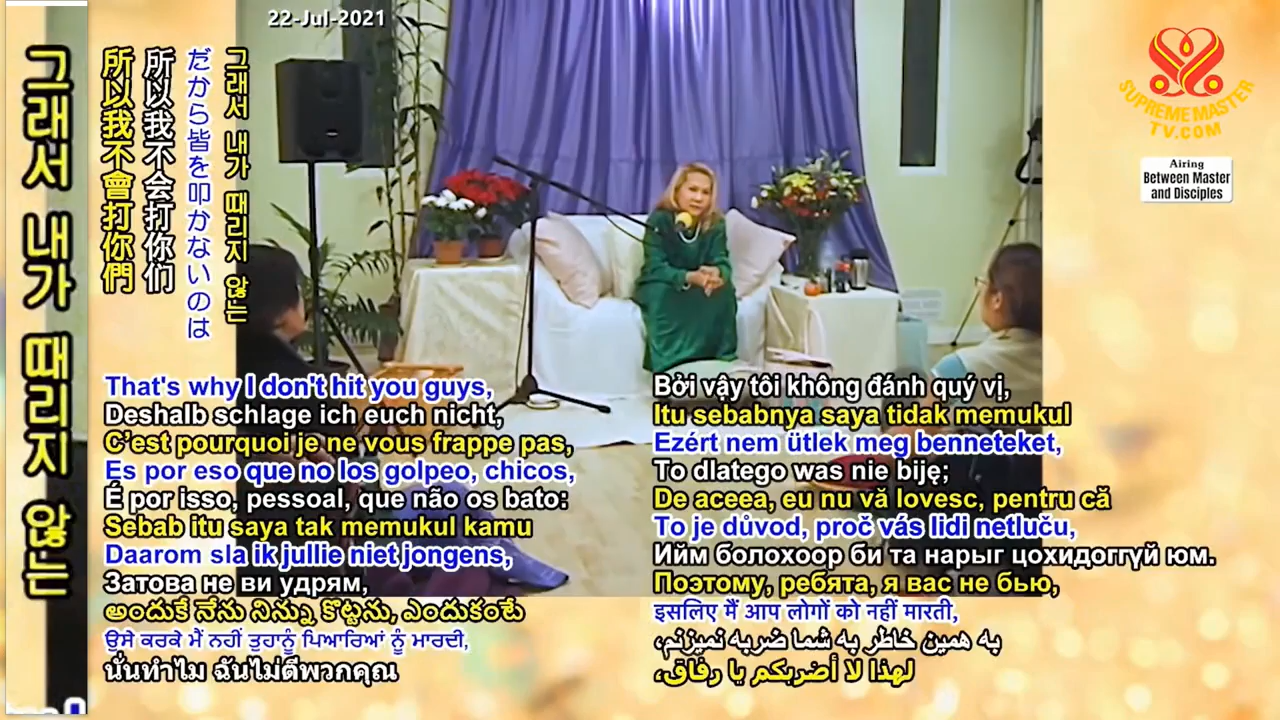 22-Jul-2021
SUPREME MASTER
TV.COM
Airing
Between Master
and Disciples
그래서 내가 때리지 않는
所以我不會打你們
所以我不会打你们
だから皆を叩かないのは
그래서 내가 때리지 않는
That's why I don't hit you guys,
Deshalb schlage ich euch nicht,
C'est pourquoi je ne vous frappe pas,
Es por eso que no los golpeo, chicos,
É por isso, pessoal, que não os bato:
Sebab itu saya tak memukul kamu
Daarom sla ik jullie niet jongens,
Затова не ви удрям,
అందుకే నేను నిన్ను కొట్టను, ఎందుకంటే
ਉਸੇ ਕਰਕੇ ਮੈਂ ਨਹੀਂ ਤੁਹਾਨੂੰ ਪਿਆਰਿਆਂ ਨੂੰ ਮਾਰਦੀ,
นั่นทำไม ฉันไม่ตีพวกคุณ
Bởi vậy tôi không đánh quý vị,
Itu sebabnya saya tidak memukul
Ezért nem ütlek meg benneteket,
To dlatego was nie biję;
De aceea, eu nu vă lovesc, pentru că
To je důvod, proč vás lidi netluču,
Ийм болохоор би та нарыг цохидоггүй юм.
Поэтому, ребята, я вас не бью,
इसलिए मैं आप लोगों को नहीं मारती,
به همین خاطر به شما ضربه نمیزنم،
لهذا لا أضربكم يا رفاق،